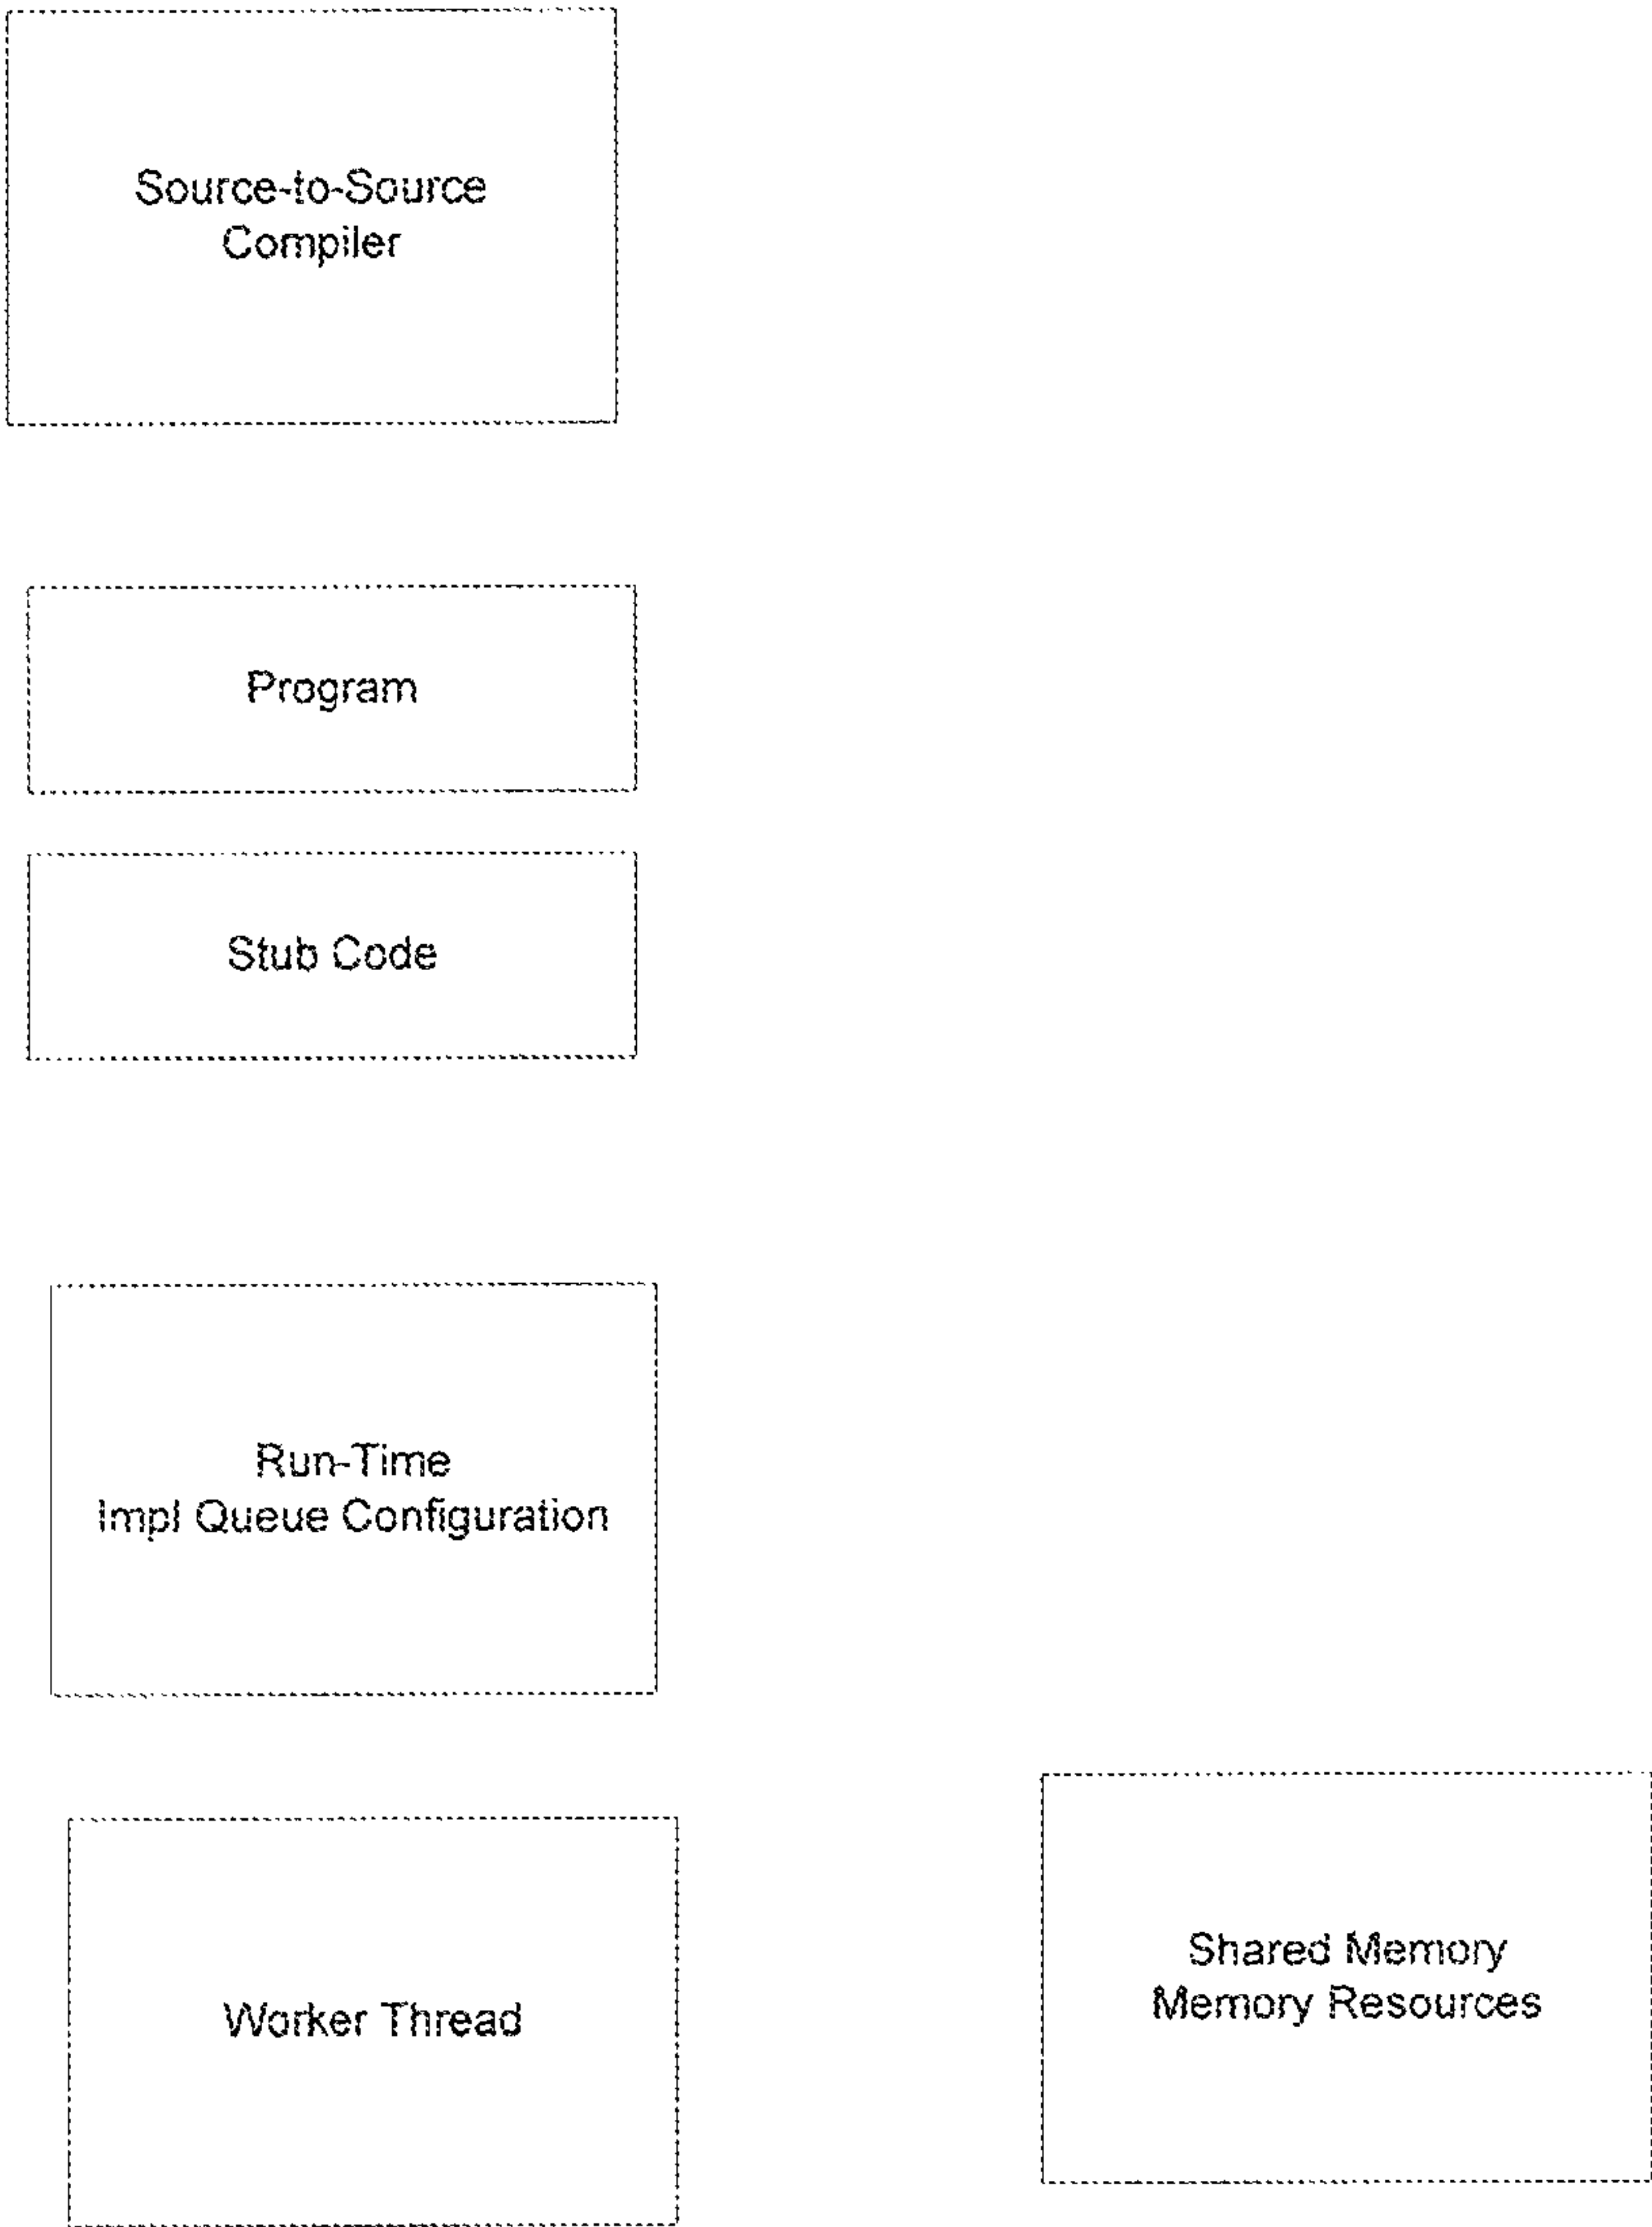 Source-to-Source
Compiler
Program
Stub Code
Run-Time
Impl Queue Configuration
Worker Thread
Shared Memory
Memory Resources